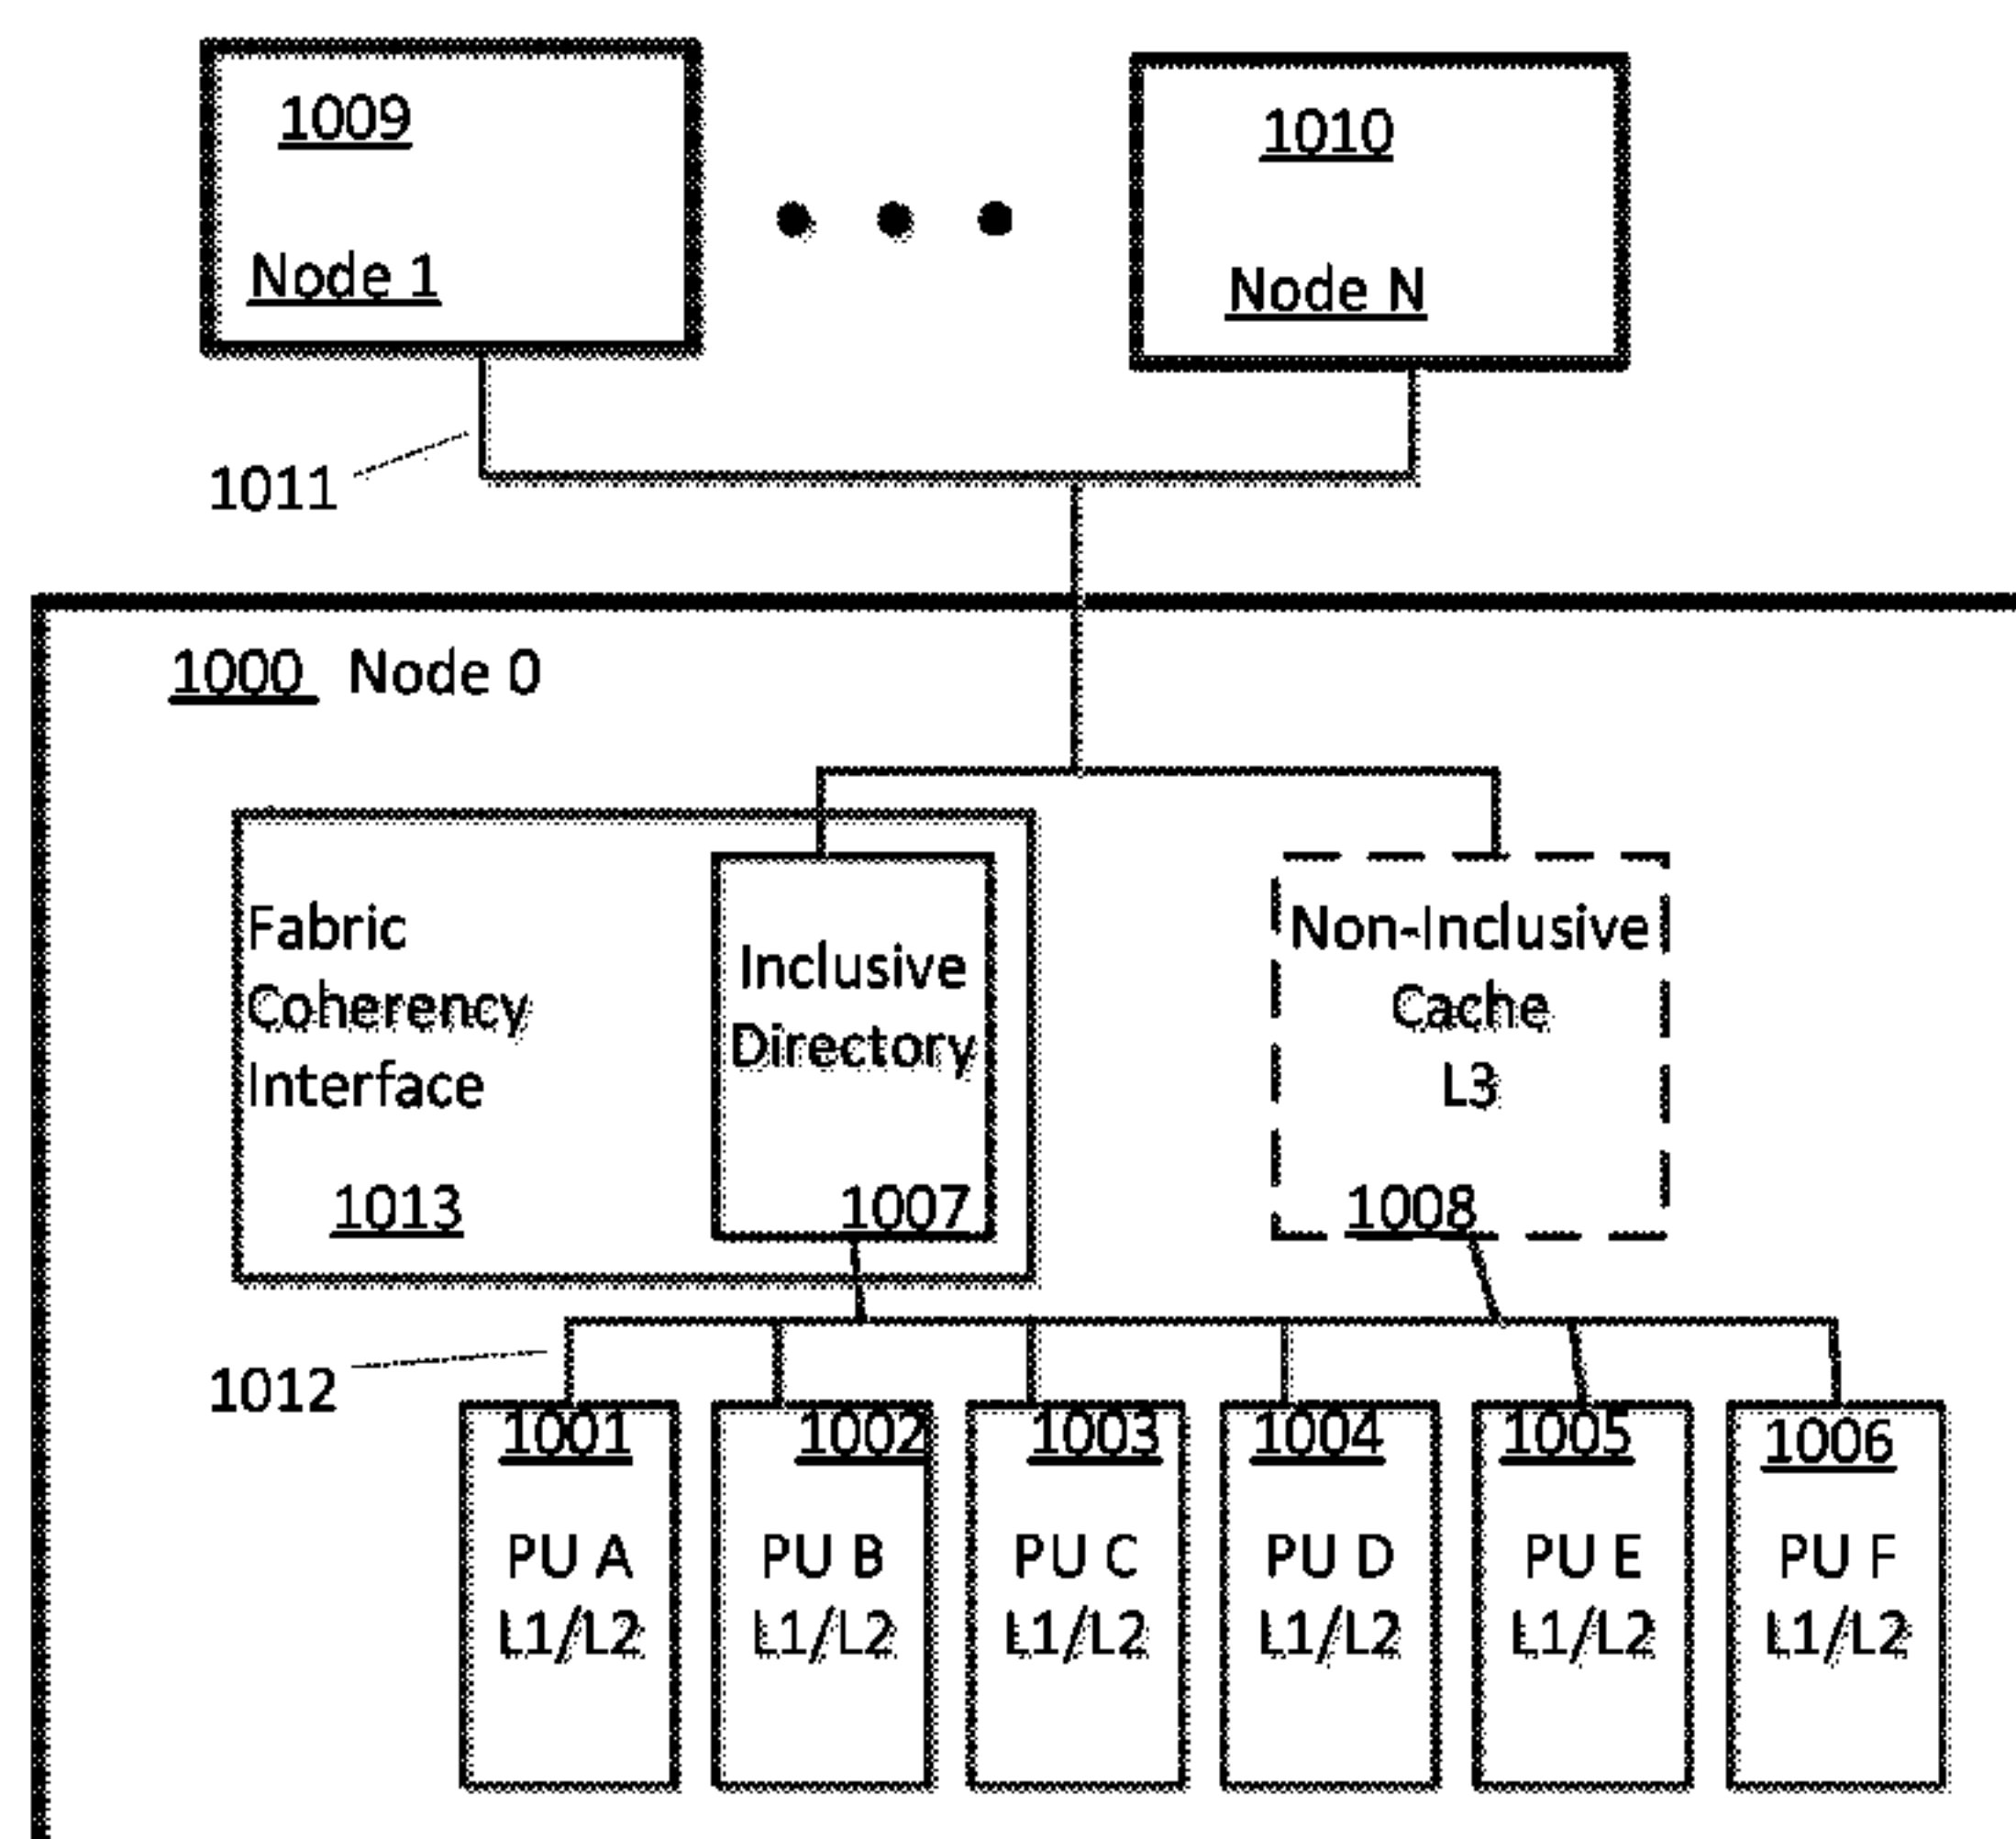 1009
Node 1
1010
Node N
1011
1000 Node 0
Fabric
Coherency
Interface
1013
Inclusive
Directory
1007
Non-Inclusive
Cache
L3
1008
1012
1001
PU A
L1/L2
1002
PU B
L1/L2
1003
PU C
L1/L2
1004
PU D
L1/L2
1005
PU E
L1/L2
1006
PU F
L1/L2